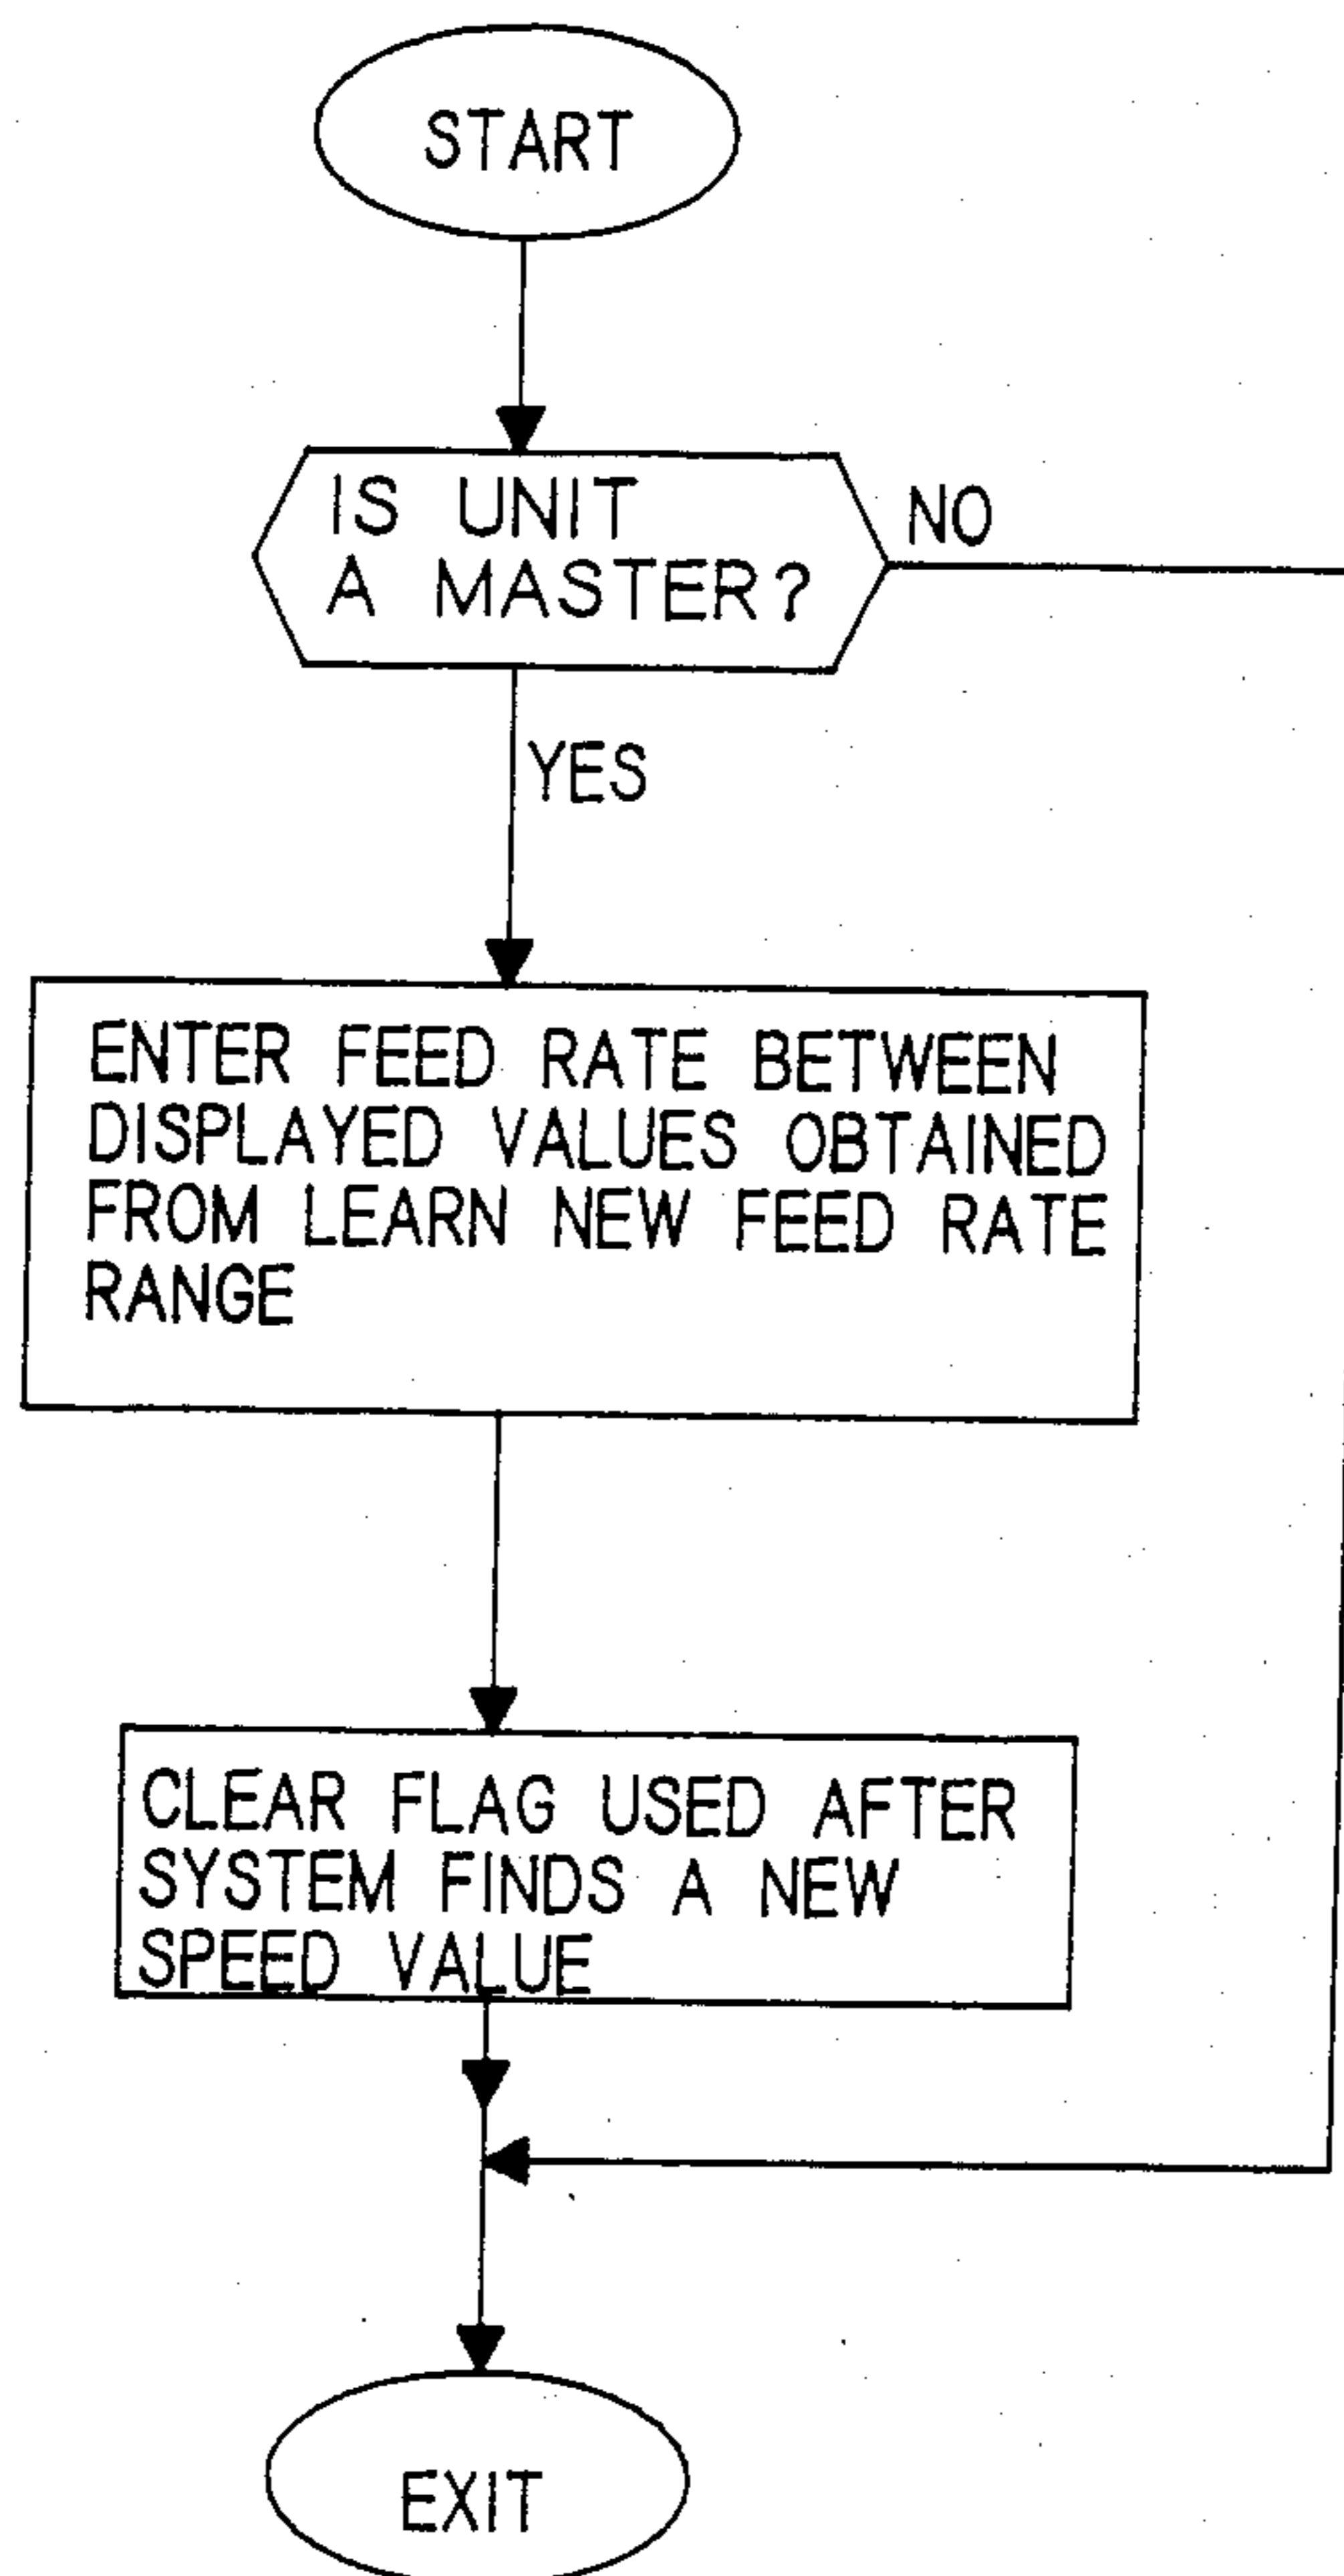 START
IS UNIT
A MASTER?
NO
YES
ENTER FEED RATE BETWEEN
DISPLAYED VALUES OBTAINED
FROM LEARN NEW FEED RATE
RANGE
CLEAR FLAG USED AFTER
SYSTEM FINDS A NEW
SPEED VALUE
EXIT